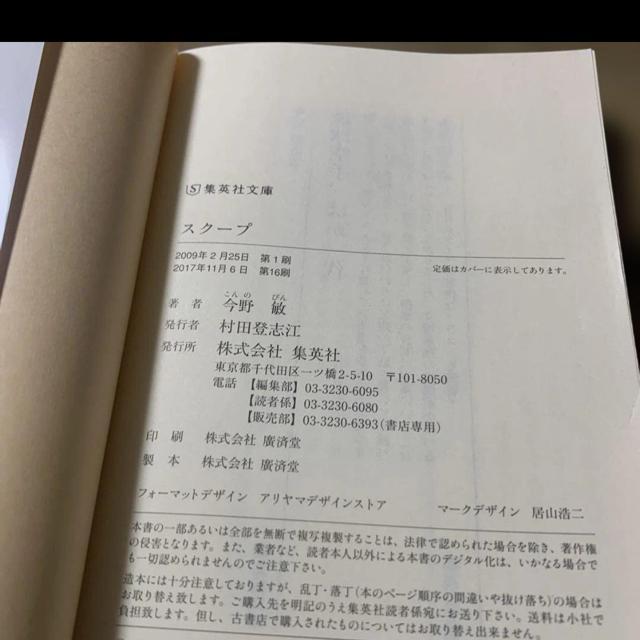 集英社文庫
スクープ
2009年2月25日 第1刷
2017年11月6日 第16刷
定価はカバーに表示してあります。
こんの びん
著者 今野 敏
発行者 村田登志江
発行所 株式会社 集英社
東京都千代田区一ツ橋2-5-10 〒101-8050
電話 【編集部】03-3230-6095
【読者係】03-3230-6080
【販売部】03-3230-6393(書店専用)
印刷 株式会社 廣済堂
製本 株式会社 廣済堂
フォーマットデザイン アリヤマデザインストア マークデザイン 居山浩二
本書の一部あるいは全部を無断で複写複製することは、法律で認められた場合を除き、著作権
の侵害となります。また、業者など、読者本人以外による本書のデジタル化は、いかなる場合で
も一切認められませんのでご注意下さい。
造本には十分注意しておりますが、乱丁・落丁(本のページ順序の間違いや抜け落ち)の場合は
お取り替え致します。ご購入先を明記のうえ集英社読者係宛にお送り下さい。送料は小社で
負担致します。但し、古書店で購入されたものについてはお取り替え出来ません。